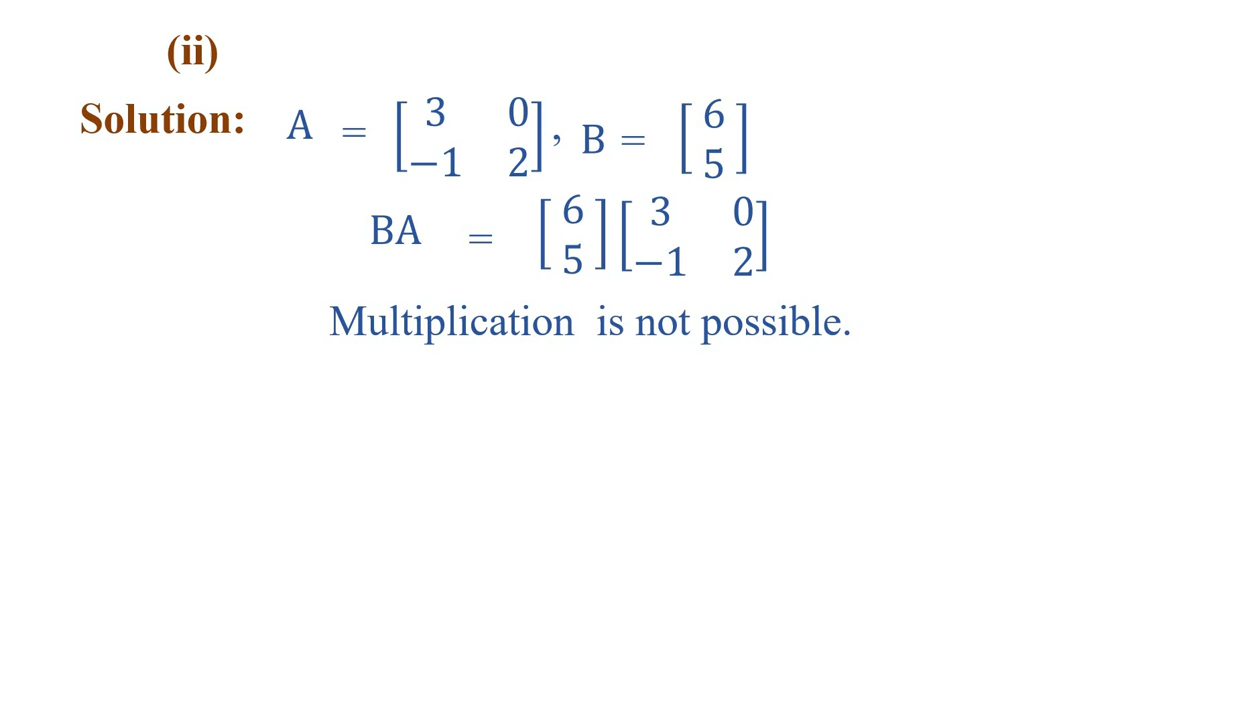 (ii)
Solution: A = [3 0 −1 2], B = [6 5]
BA = [6 5] [3 0 −1 2]
Multiplication is not possible.